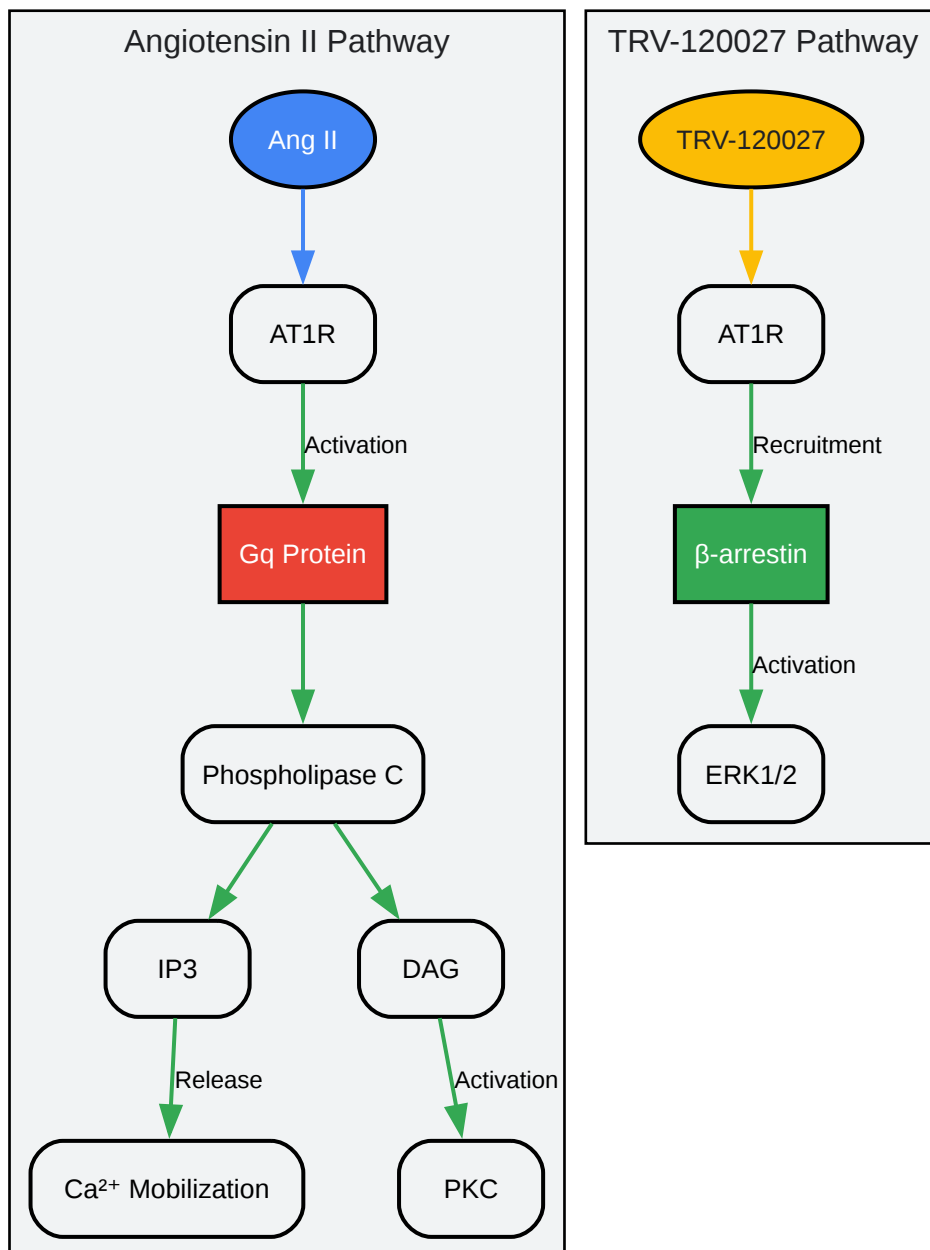 Angiotensin II Pathway
Ang II
AT1R
Activation
Gq Protein
Phospholipase C
IP3
DAG
Release
Activation
Ca²⁺ Mobilization
PKC
TRV-120027 Pathway
TRV-120027
AT1R
Recruitment
β-arrestin
Activation
ERK1/2